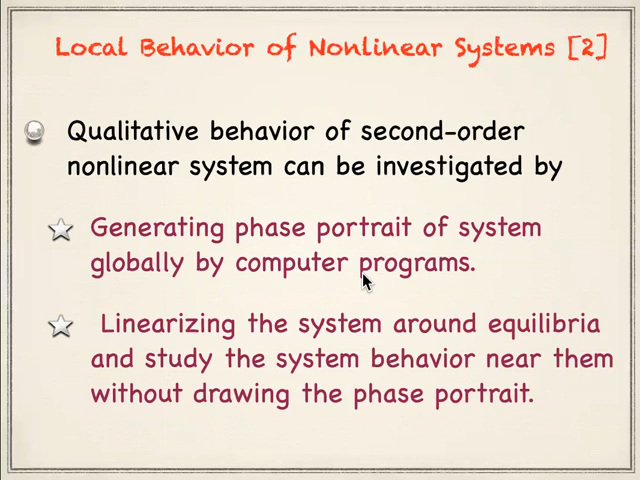 Local Behavior of Nonlinear Systems [2]
Qualitative behavior of second-order
nonlinear system can be investigated by
Generating phase portrait of system
globally by computer programs.
Linearizing the system around equilibria
and study the system behavior near them
without drawing the phase portrait.